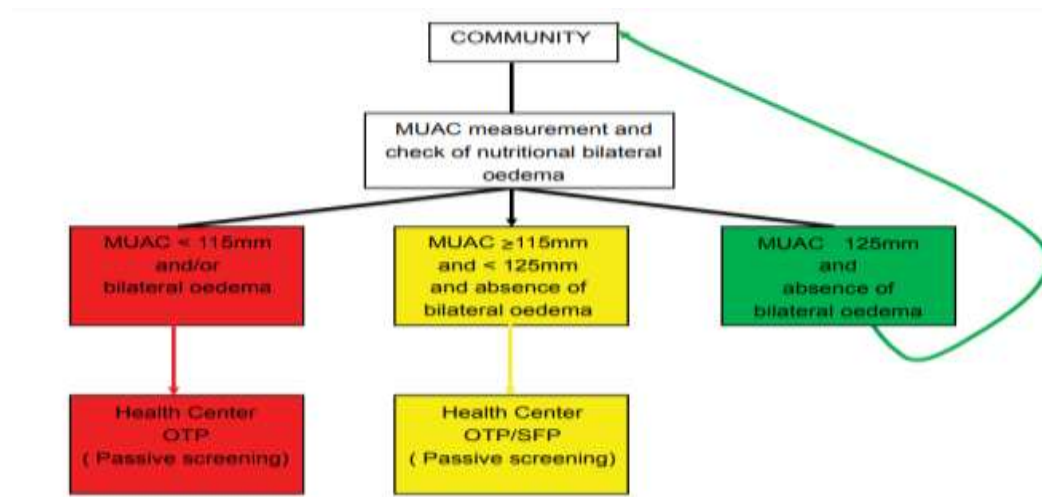 COMMUNITY
MUAC measurement and
check of nutritional bilateral
oedema
MUAC < 115mm
and/or
bilateral oedema
MUAC ≥115mm
and < 125mm
and absence of
bilateral oedema
MUAC 125mm
and
absence of
bilateral oedema
Health Center
OTP
( Passive screening)
Health Center
OTP/SFP
( Passive screening)